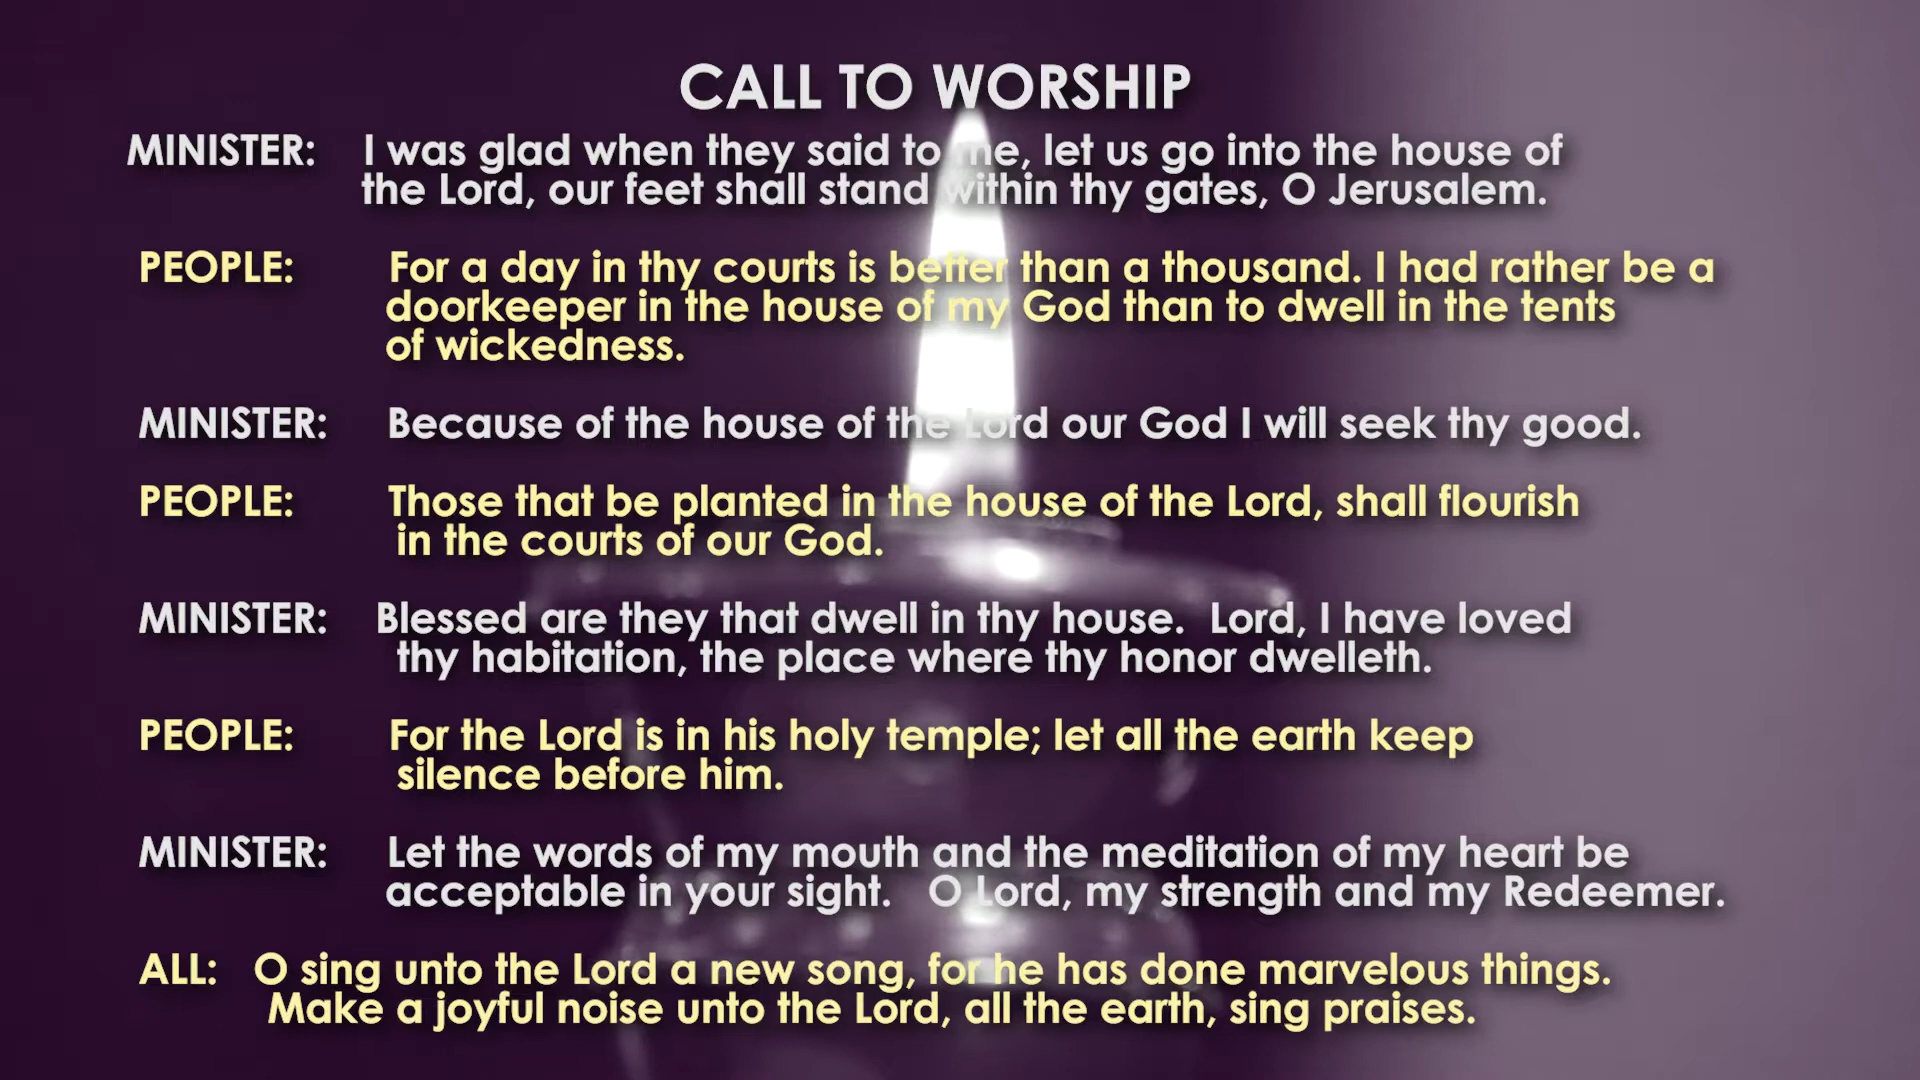 CALL TO WORSHIP
MINISTER: I was glad when they said to me, let us go into the house of
the Lord, our feet shall stand within thy gates, O Jerusalem.
PEOPLE: For a day in thy courts is better than a thousand. I had rather be a
doorkeeper in the house of my God than to dwell in the tents
of wickedness.
MINISTER: Because of the house of the Lord our God I will seek thy good.
PEOPLE: Those that be planted in the house of the Lord, shall flourish
in the courts of our God.
MINISTER: Blessed are they that dwell in thy house. Lord, I have loved
thy habitation, the place where thy honor dwelleth.
PEOPLE: For the Lord is in his holy temple; let all the earth keep
silence before him.
MINISTER: Let the words of my mouth and the meditation of my heart be
acceptable in your sight. O Lord, my strength and my Redeemer.
ALL: O sing unto the Lord a new song, for he has done marvelous things.
Make a joyful noise unto the Lord, all the earth, sing praises.